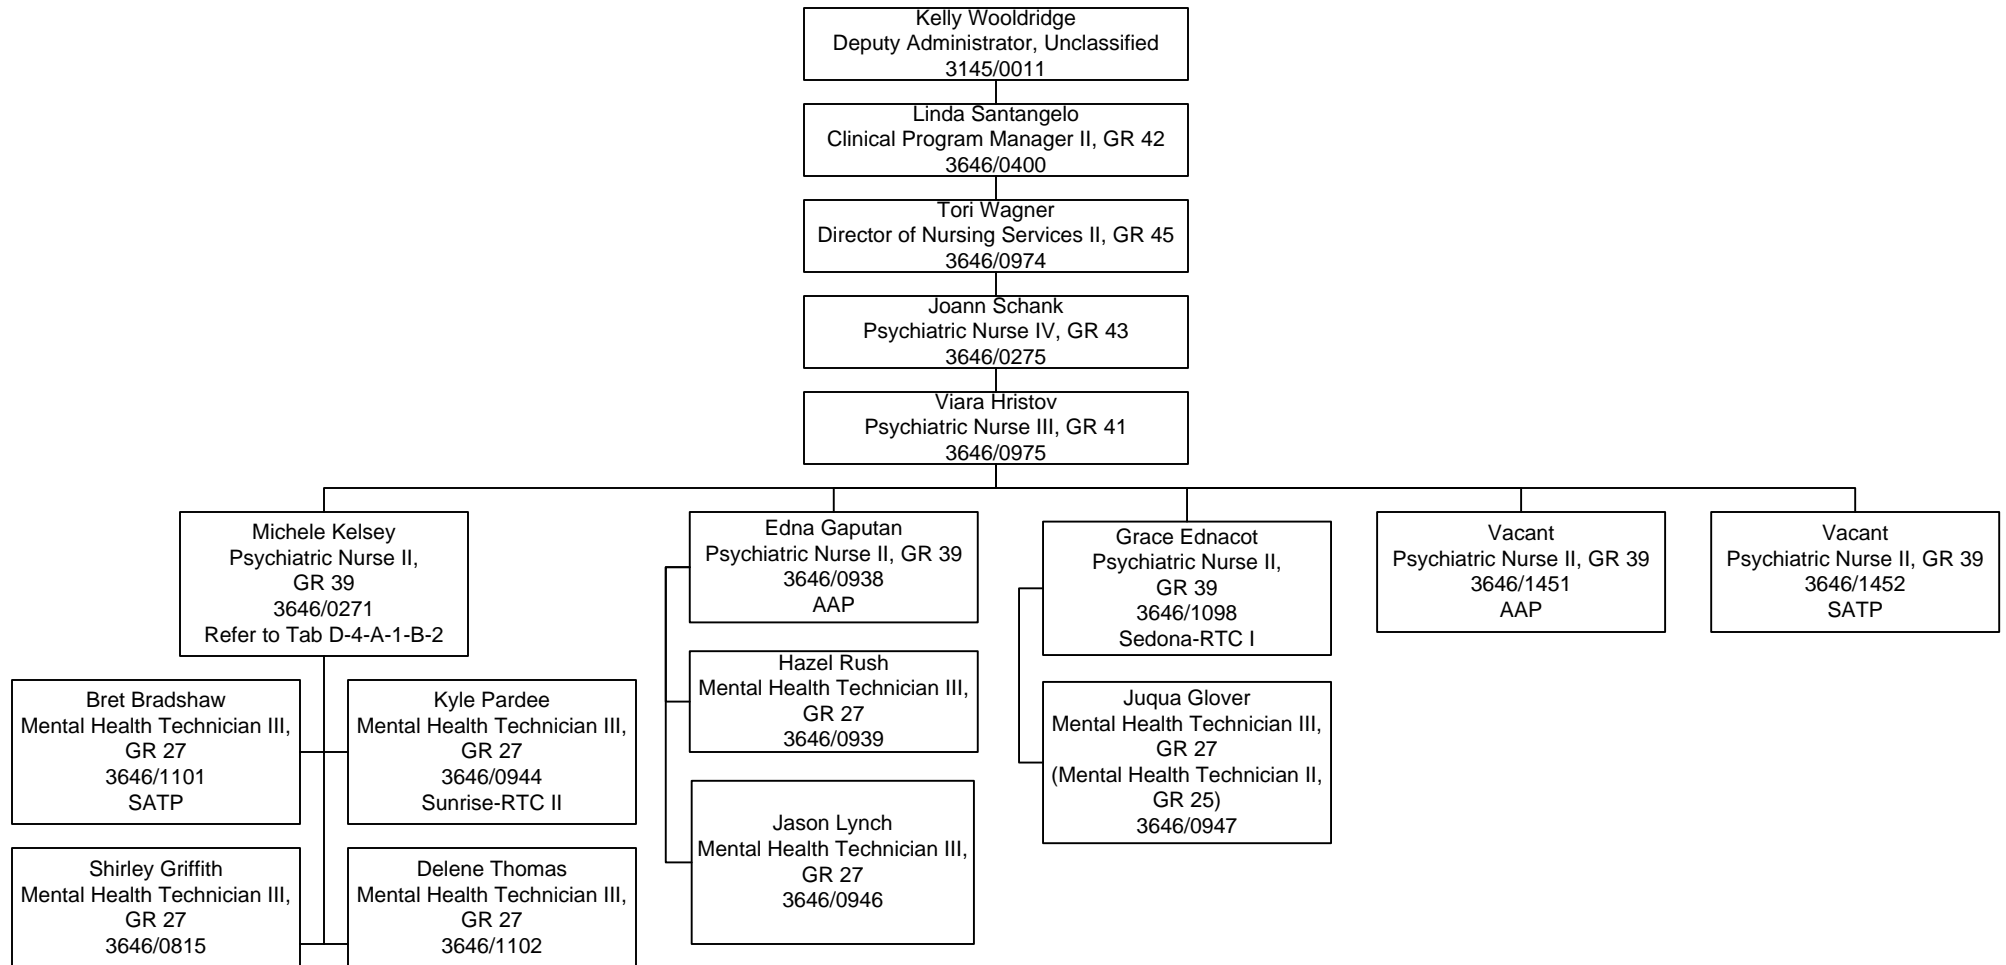 Kelly Wooldridge
Deputy Administrator, Unclassified
3145/0011
Linda Santangelo
Clinical Program Manager II, GR 42
3646/0400
Tori Wagner
Director of Nursing Services II, GR 45
3646/0974
Joann Schank
Psychiatric Nurse IV, GR 43
3646/0275
Viara Hristov
Psychiatric Nurse III, GR 41
3646/0975
Michele Kelsey
Psychiatric Nurse II,
GR 39
3646/0271
Refer to Tab D-4-A-1-B-2
Bret Bradshaw
Mental Health Technician III,
GR 27
3646/1101
SATP
Kyle Pardee
Mental Health Technician III,
GR 27
3646/0944
Sunrise-RTC II
Shirley Griffith
Mental Health Technician III,
GR 27
3646/0815
Delene Thomas
Mental Health Technician III,
GR 27
3646/1102
Edna Gaputan
Psychiatric Nurse II, GR 39
3646/0938
AAP
Hazel Rush
Mental Health Technician III,
GR 27
3646/0939
Jason Lynch
Mental Health Technician III,
GR 27
3646/0946
Grace Ednacot
Psychiatric Nurse II,
GR 39
3646/1098
Sedona-RTC I
Juqua Glover
Mental Health Technician III,
GR 27
(Mental Health Technician II,
GR 25)
3646/0947
Vacant
Psychiatric Nurse II, GR 39
3646/1451
AAP
Vacant
Psychiatric Nurse II, GR 39
3646/1452
SATP